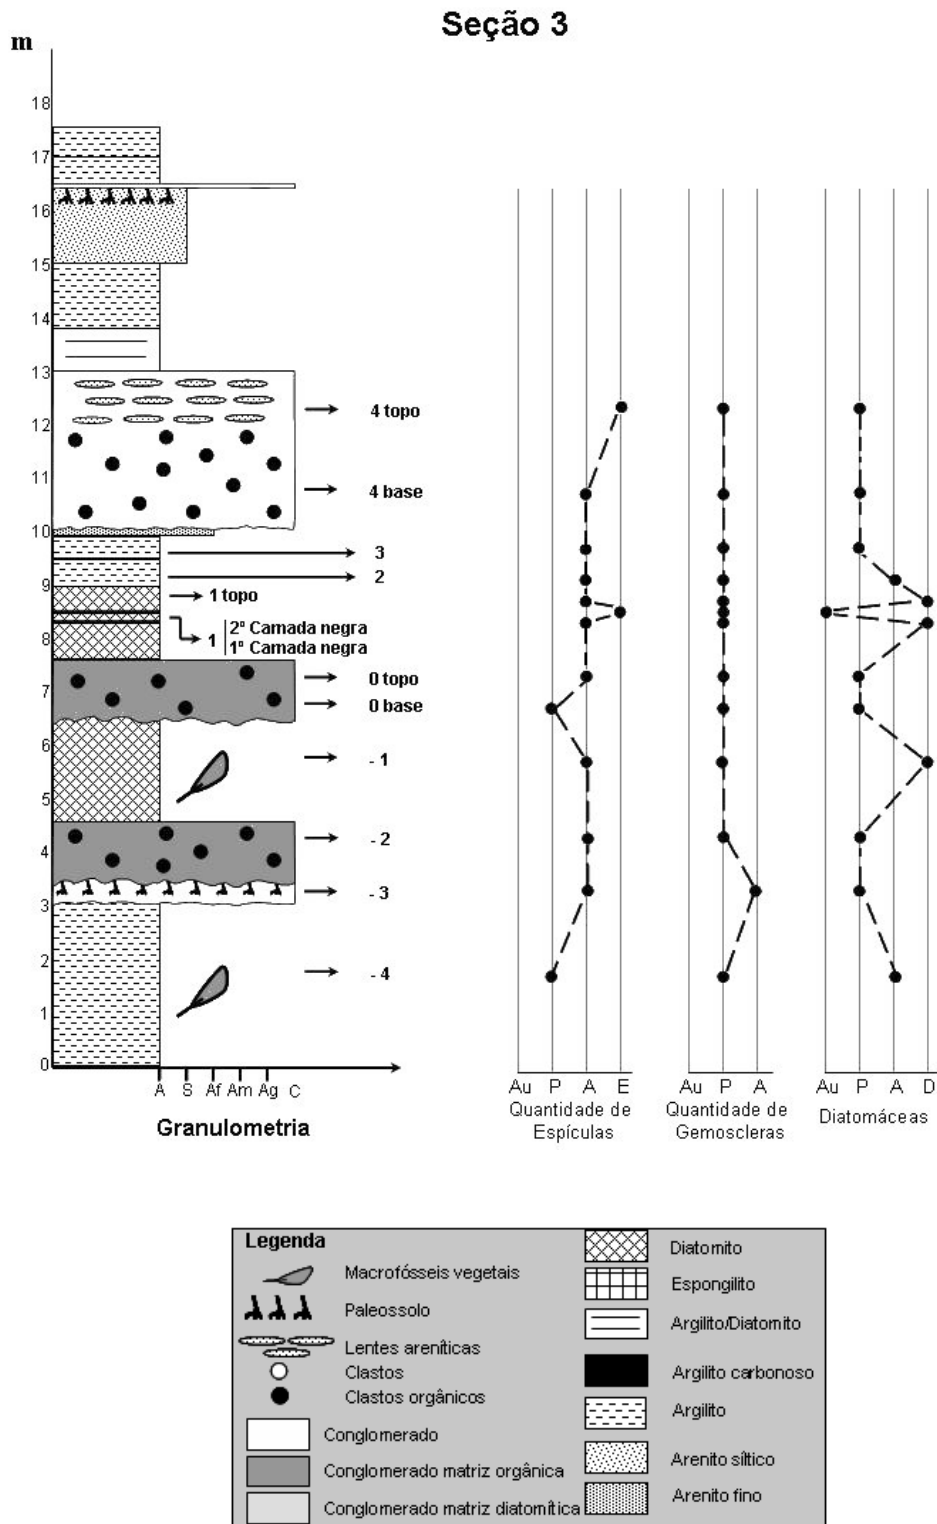 Seção 3
m
18
17
16
15
14
13
12
11
10
9
8
7
6
5
4
3
2
1
0
4 topo
4 base
3
2
1 topo
1 2º Camada negra
1º Camada negra
0 topo
0 base
- 1
- 2
- 3
- 4
A S Af Am Ag C
Granulometria
Au P A E
Quantidade de
Espículas
Au P A
Quantidade de
Gemoscleras
Au P A D
Diatomáceas
Legenda
Macrofósseis vegetais
Paleossolo
Lentes areníticas
Clastos
Clastos orgânicos
Conglomerado
Conglomerado matriz orgânica
Conglomerado matriz diatomítica
Diatomito
Espongilito
Argilito/Diatomito
Argilito carbonoso
Argilito
Arenito síltico
Arenito fino